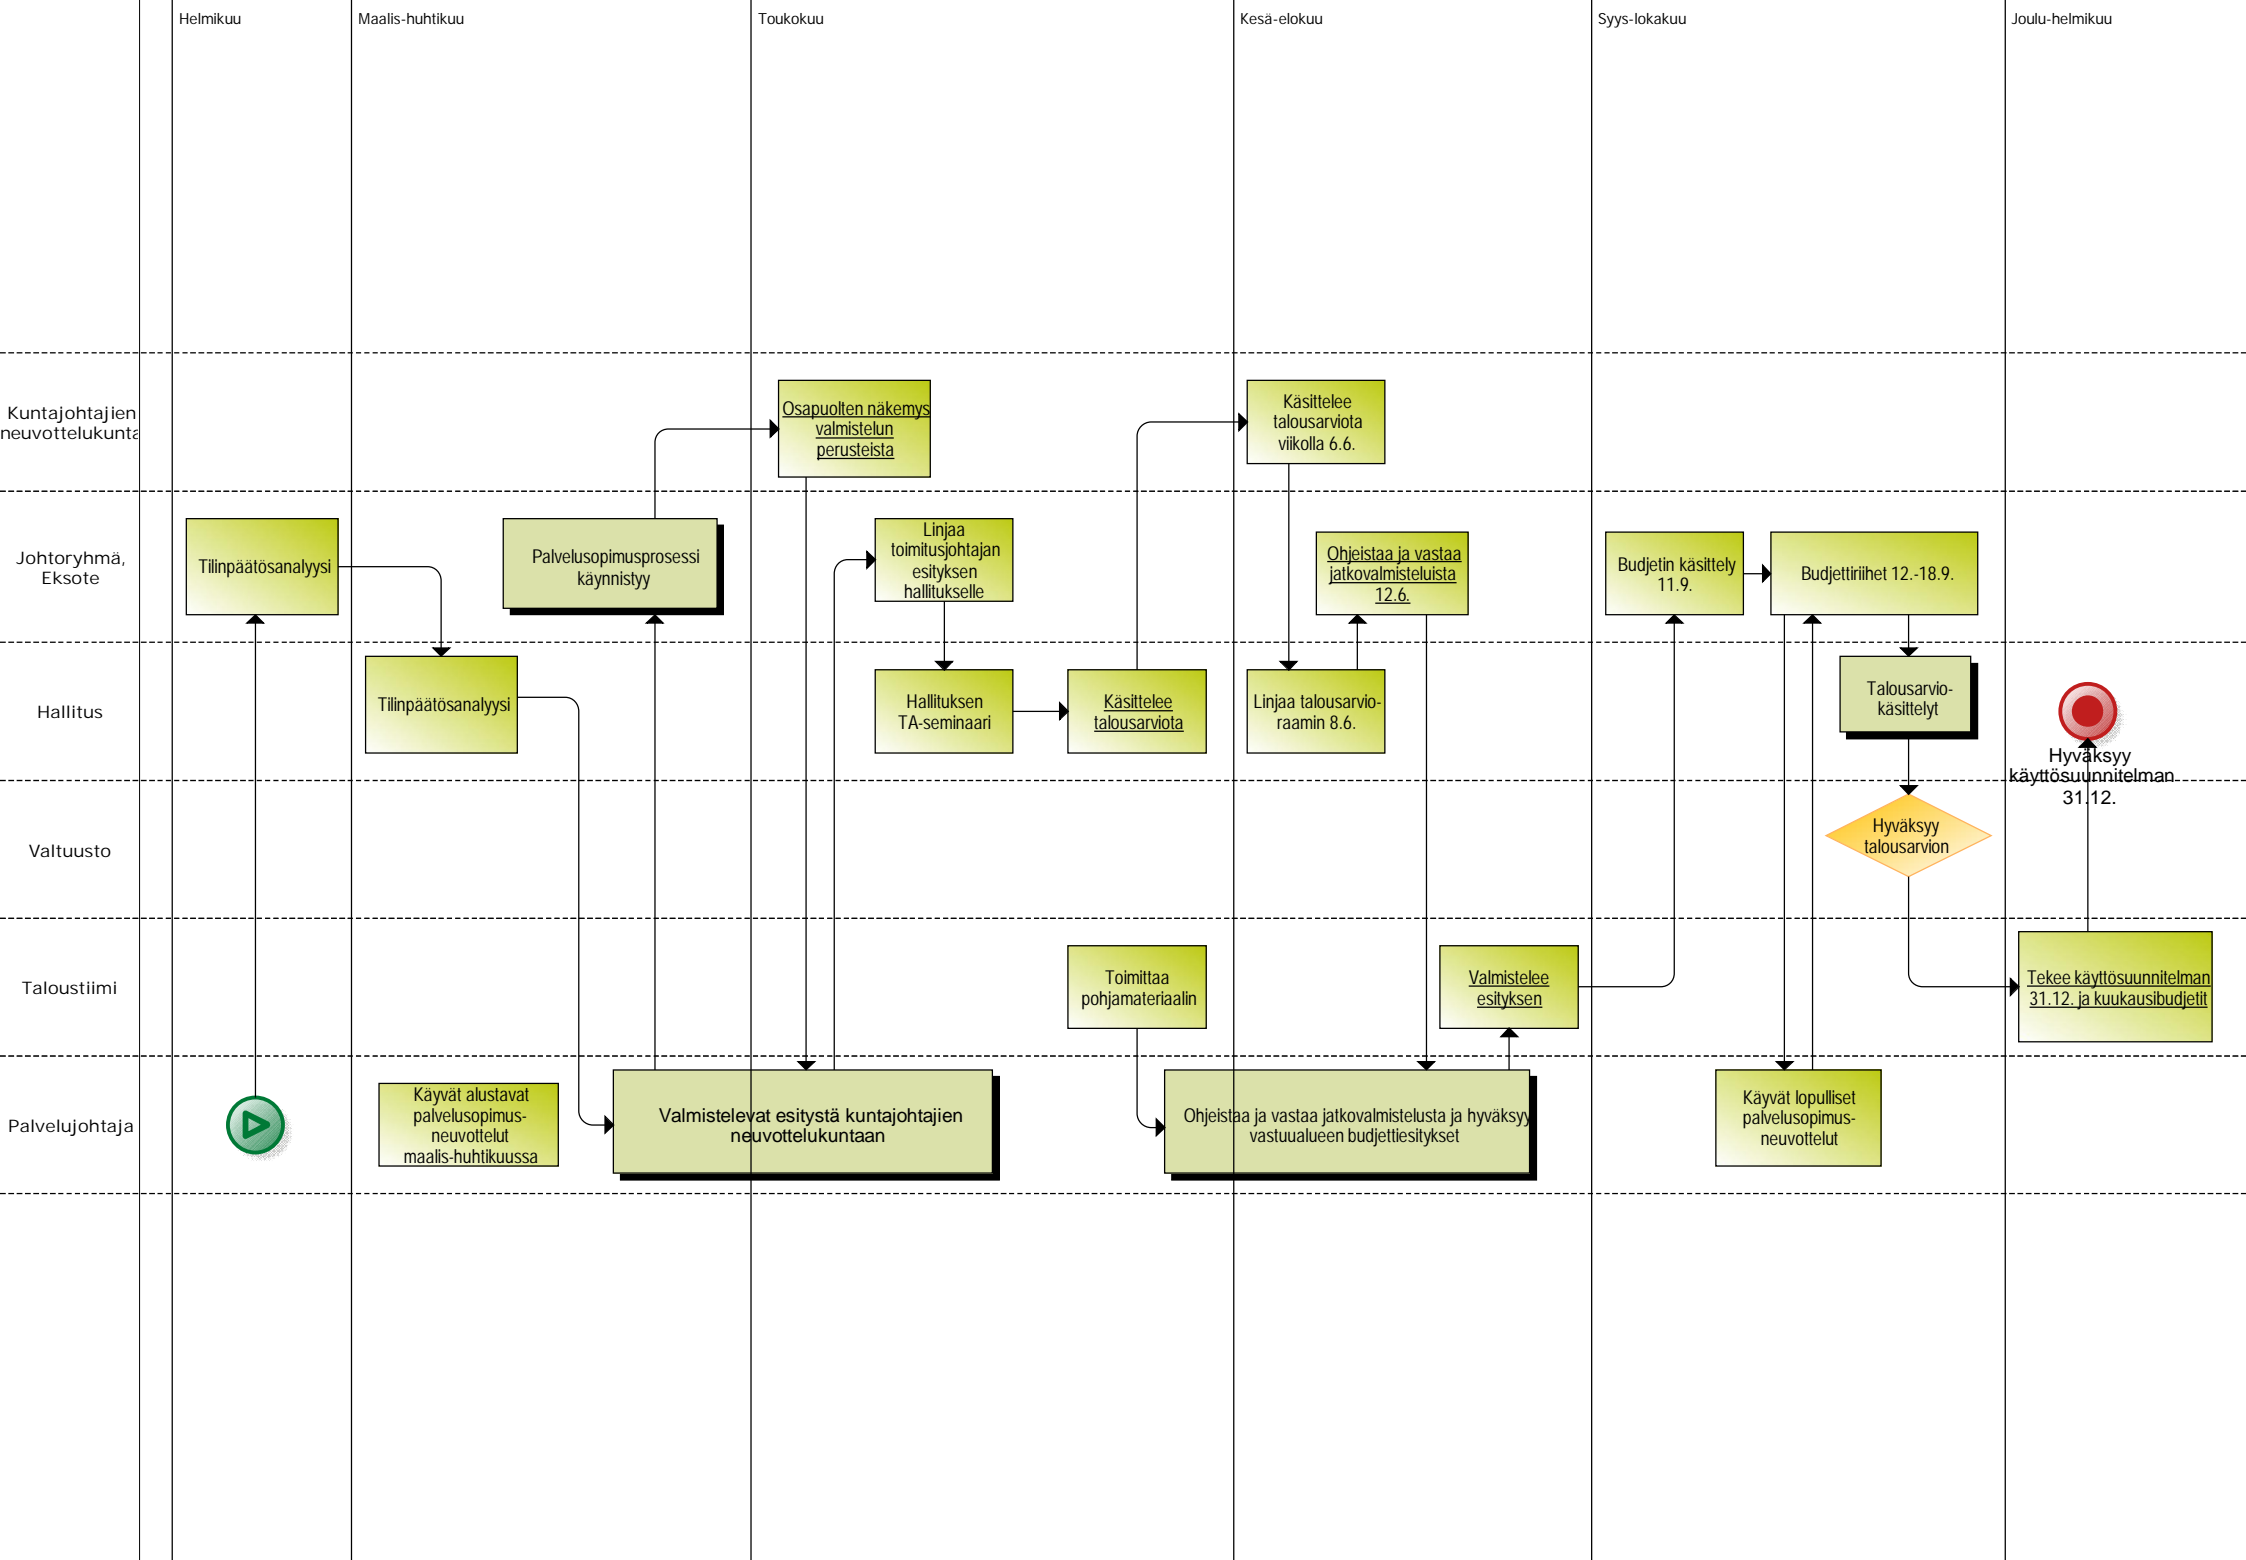 Helmikuu
Maalis-huhtikuu
Toukokuu
Kesä-elokuu
Syys-lokakuu
Joulu-helmikuu
Kuntajohtajien
neuvottelukunta
Osapuolten näkemys
valmistelun
perusteista
Käsittelee
talousarviota
viikolla 6.6.
Johtoryhmä,
Eksote
Tilinpäätösanalyysi
Palvelusopimusprosessi
käynnistyy
Linjaa
toimitusjohtajan
esityksen
hallitukselle
Ohjeistaa ja vastaa
jatkovalmisteluista
12.6.
Budjetin käsittely
11.9.
Budjettiriihet 12.-18.9.
Hallitus
Tilinpäätösanalyysi
Hallituksen
TA-seminaari
Käsittelee
talousarviota
Linjaa talousarvio-
raamin 8.6.
Talousarvio-
käsittelyt
Hyväksyy
käyttösuunnitelman
31.12.
Valtuusto
Hyväksyy
talousarvion
Taloustiimi
Toimittaa
pohjamateriaalin
Valmistelee
esityksen
Tekee käyttösuunnitelman
31.12. ja kuukausibudjetit
Palvelujohtaja
Käyvät alustavat
palvelusopimus-
neuvottelut
maalis-huhtikuussa
Valmistelevat esitystä kuntajohtajien
neuvottelukuntaan
Ohjeistaa ja vastaa jatkovalmistelusta ja hyväksyy
vastuualueen budjettiesitykset
Käyvät lopulliset
palvelusopimus-
neuvottelut